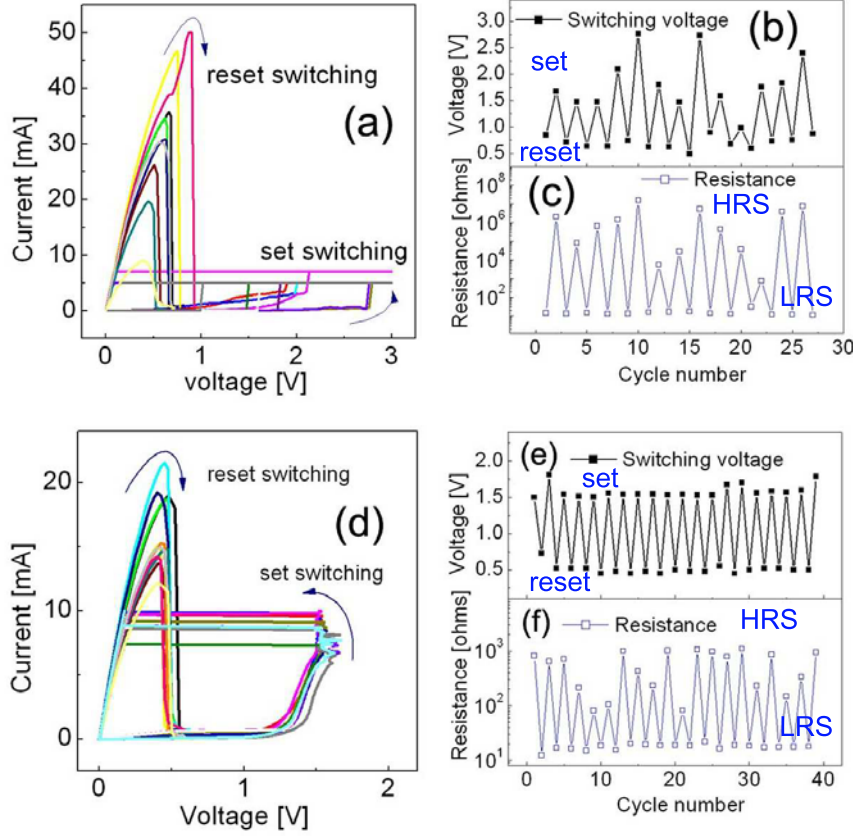 50
40
30
20
10
0
Current [mA]
reset switching
(a)
set switching
0
1
2
3
voltage [V]
3.0
2.5
2.0
1.5
1.0
0.5
Voltage [V]
Switching voltage
(b)
set
reset
10^8
10^6
10^4
10^2
Resistance [ohms]
Resistance
(c)
HRS
LRS
0
5
10
15
20
25
30
Cycle number
20
10
0
Current [mA]
reset switching
(d)
set switching
0
1
2
Voltage [V]
2.0
1.5
1.0
0.5
Voltage [V]
(e)
Switching voltage
set
reset
10^3
10^2
10^1
Resistance [ohms]
(f)
Resistance
HRS
LRS
0
10
20
30
40
Cycle number